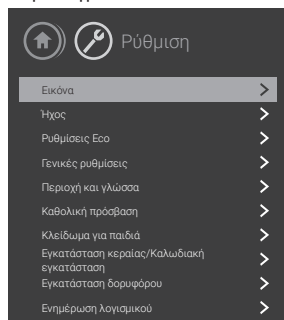 Ρύθμιση
Εικόνα
Ήχος
Ρυθμίσεις Eco
Γενικές ρυθμίσεις
Περιοχή και γλώσσα
Καθολική πρόσβαση
Κλείδωμα για παιδιά
Εγκατάσταση κεραίας/Καλωδιακή
εγκατάσταση
Εγκατάσταση δορυφόρου
Ενημέρωση λογισμικού